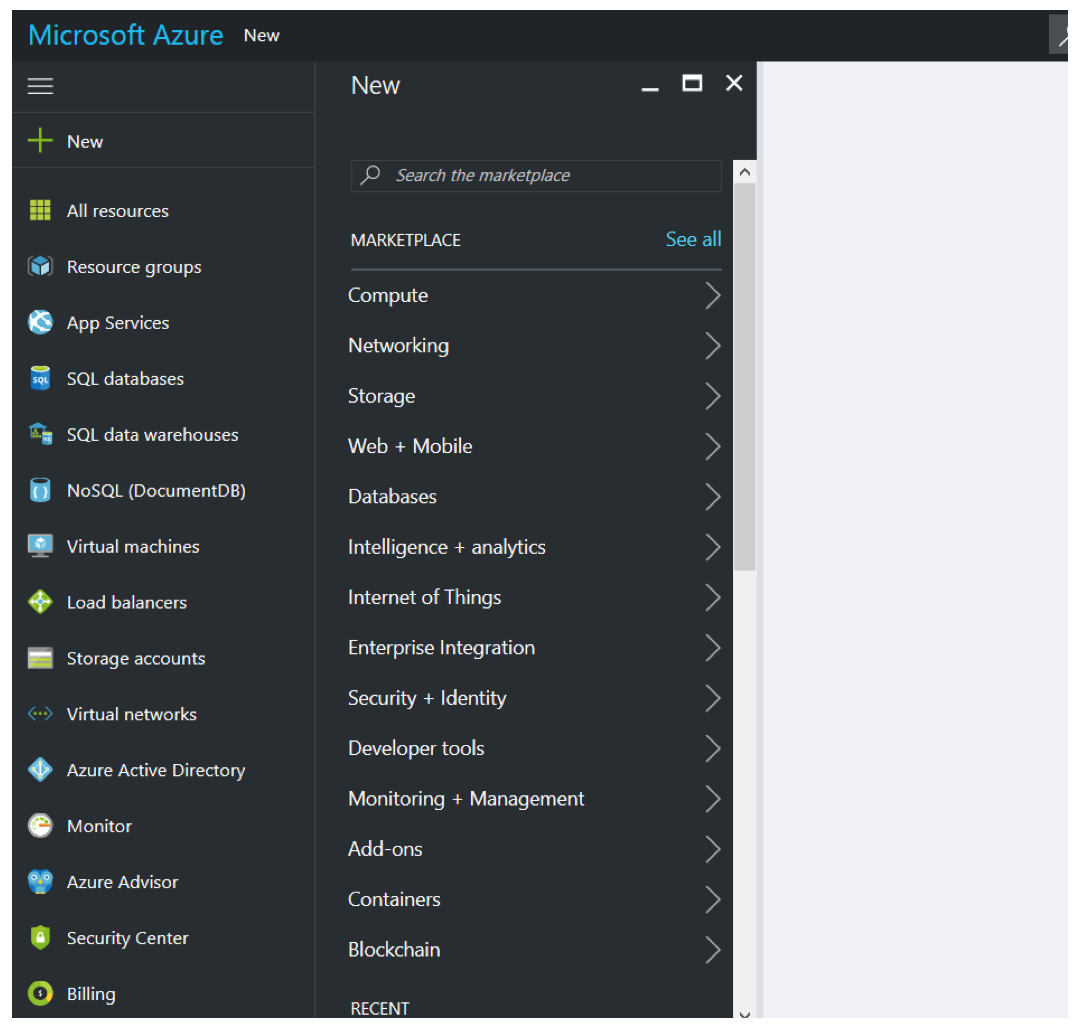 Microsoft Azure New
New
All resources
Resource groups
App Services
SQL databases
SQL data warehouses
NoSQL (DocumentDB)
Virtual machines
Load balancers
Storage accounts
Virtual networks
Azure Active Directory
Monitor
Azure Advisor
Security Center
Billing
New
Search the marketplace
MARKETPLACE See all
Compute
Networking
Storage
Web + Mobile
Databases
Intelligence + analytics
Internet of Things
Enterprise Integration
Security + Identity
Developer tools
Monitoring + Management
Add-ons
Containers
Blockchain
RECENT